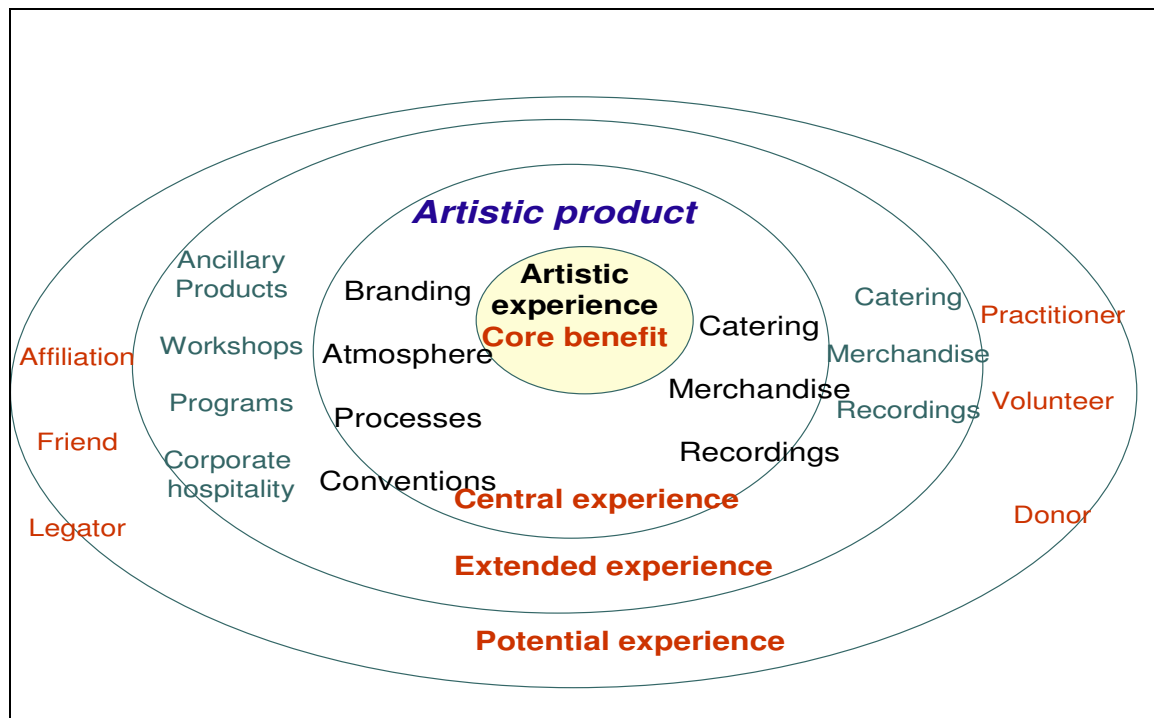 Artistic product
Artistic
experience
Core benefit
Branding
Atmosphere
Processes
Conventions
Catering
Merchandise
Recordings
Central experience
Ancillary
Products
Workshops
Programs
Corporate
hospitality
Catering
Merchandise
Recordings
Extended experience
Affiliation
Friend
Legator
Practitioner
Volunteer
Donor
Potential experience